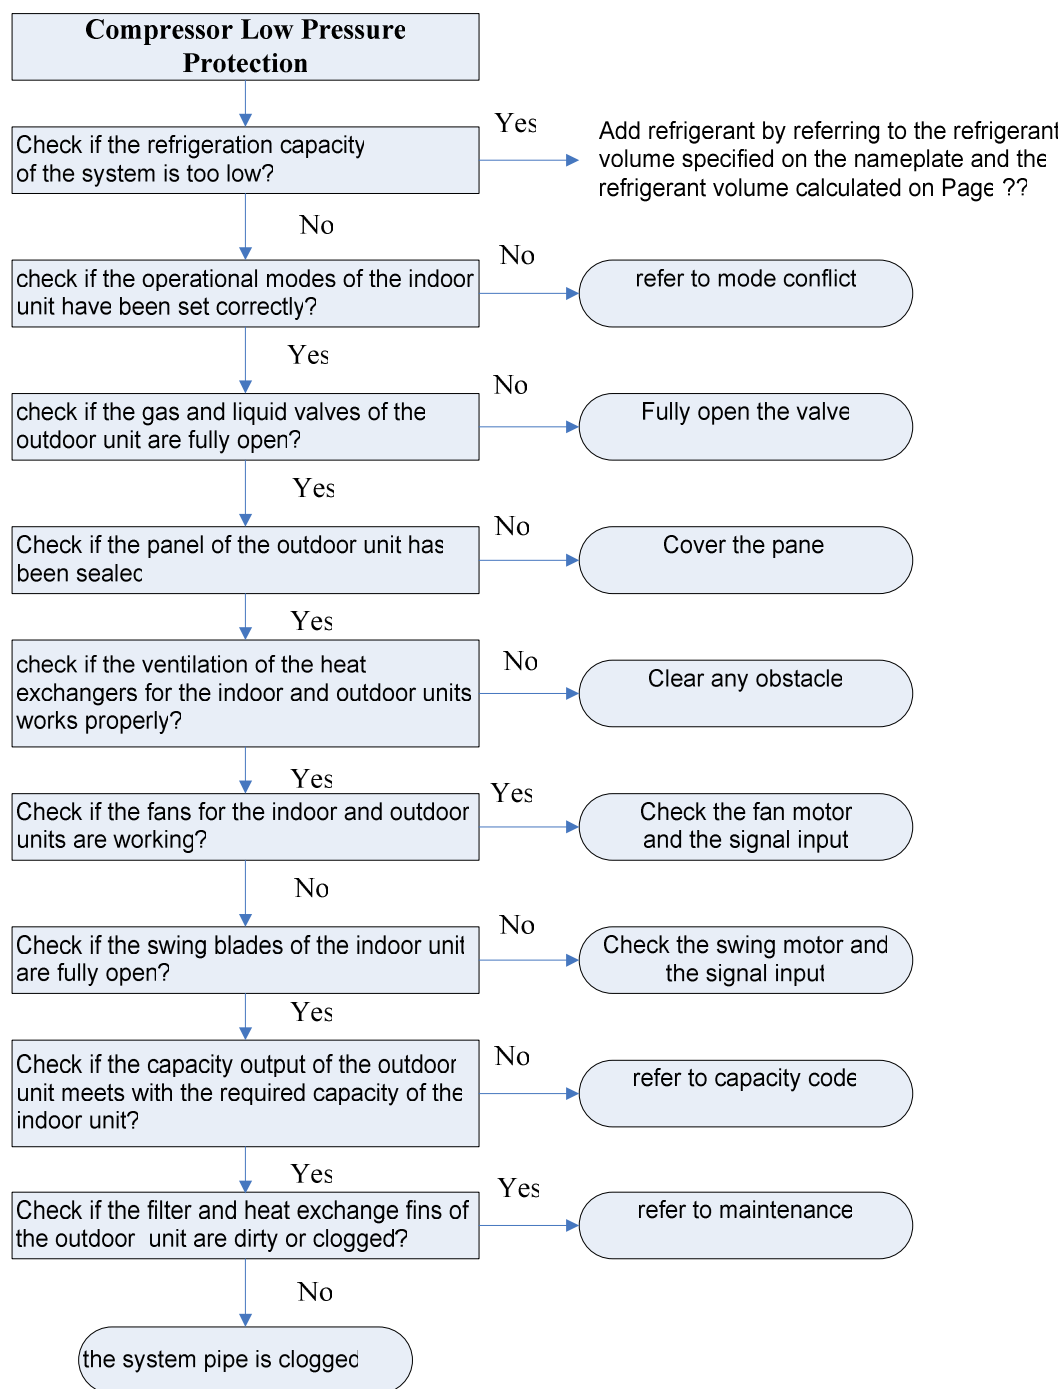 Compressor Low Pressure
Protection
Yes
Check if the refrigeration capacity
of the system is too low?
Add refrigerant by referring to the refrigerant
volume specified on the nameplate and the
refrigerant volume calculated on Page ??
No
No
check if the operational modes of the indoor
unit have been set correctly?
refer to mode conflict
Yes
No
check if the gas and liquid valves of the
outdoor unit are fully open?
Fully open the valve
Yes
No
Check if the panel of the outdoor unit has
been sealed
Cover the pane
Yes
No
check if the ventilation of the heat
exchangers for the indoor and outdoor units
works properly?
Clear any obstacle
Yes
Yes
Check if the fans for the indoor and outdoor
units are working?
Check the fan motor
and the signal input
No
No
Check if the swing blades of the indoor unit
are fully open?
Check the swing motor and
the signal input
Yes
No
Check if the capacity output of the outdoor
unit meets with the required capacity of the
indoor unit?
refer to capacity code
Yes
Yes
Check if the filter and heat exchange fins of
the outdoor unit are dirty or clogged?
refer to maintenance
No
the system pipe is clogged